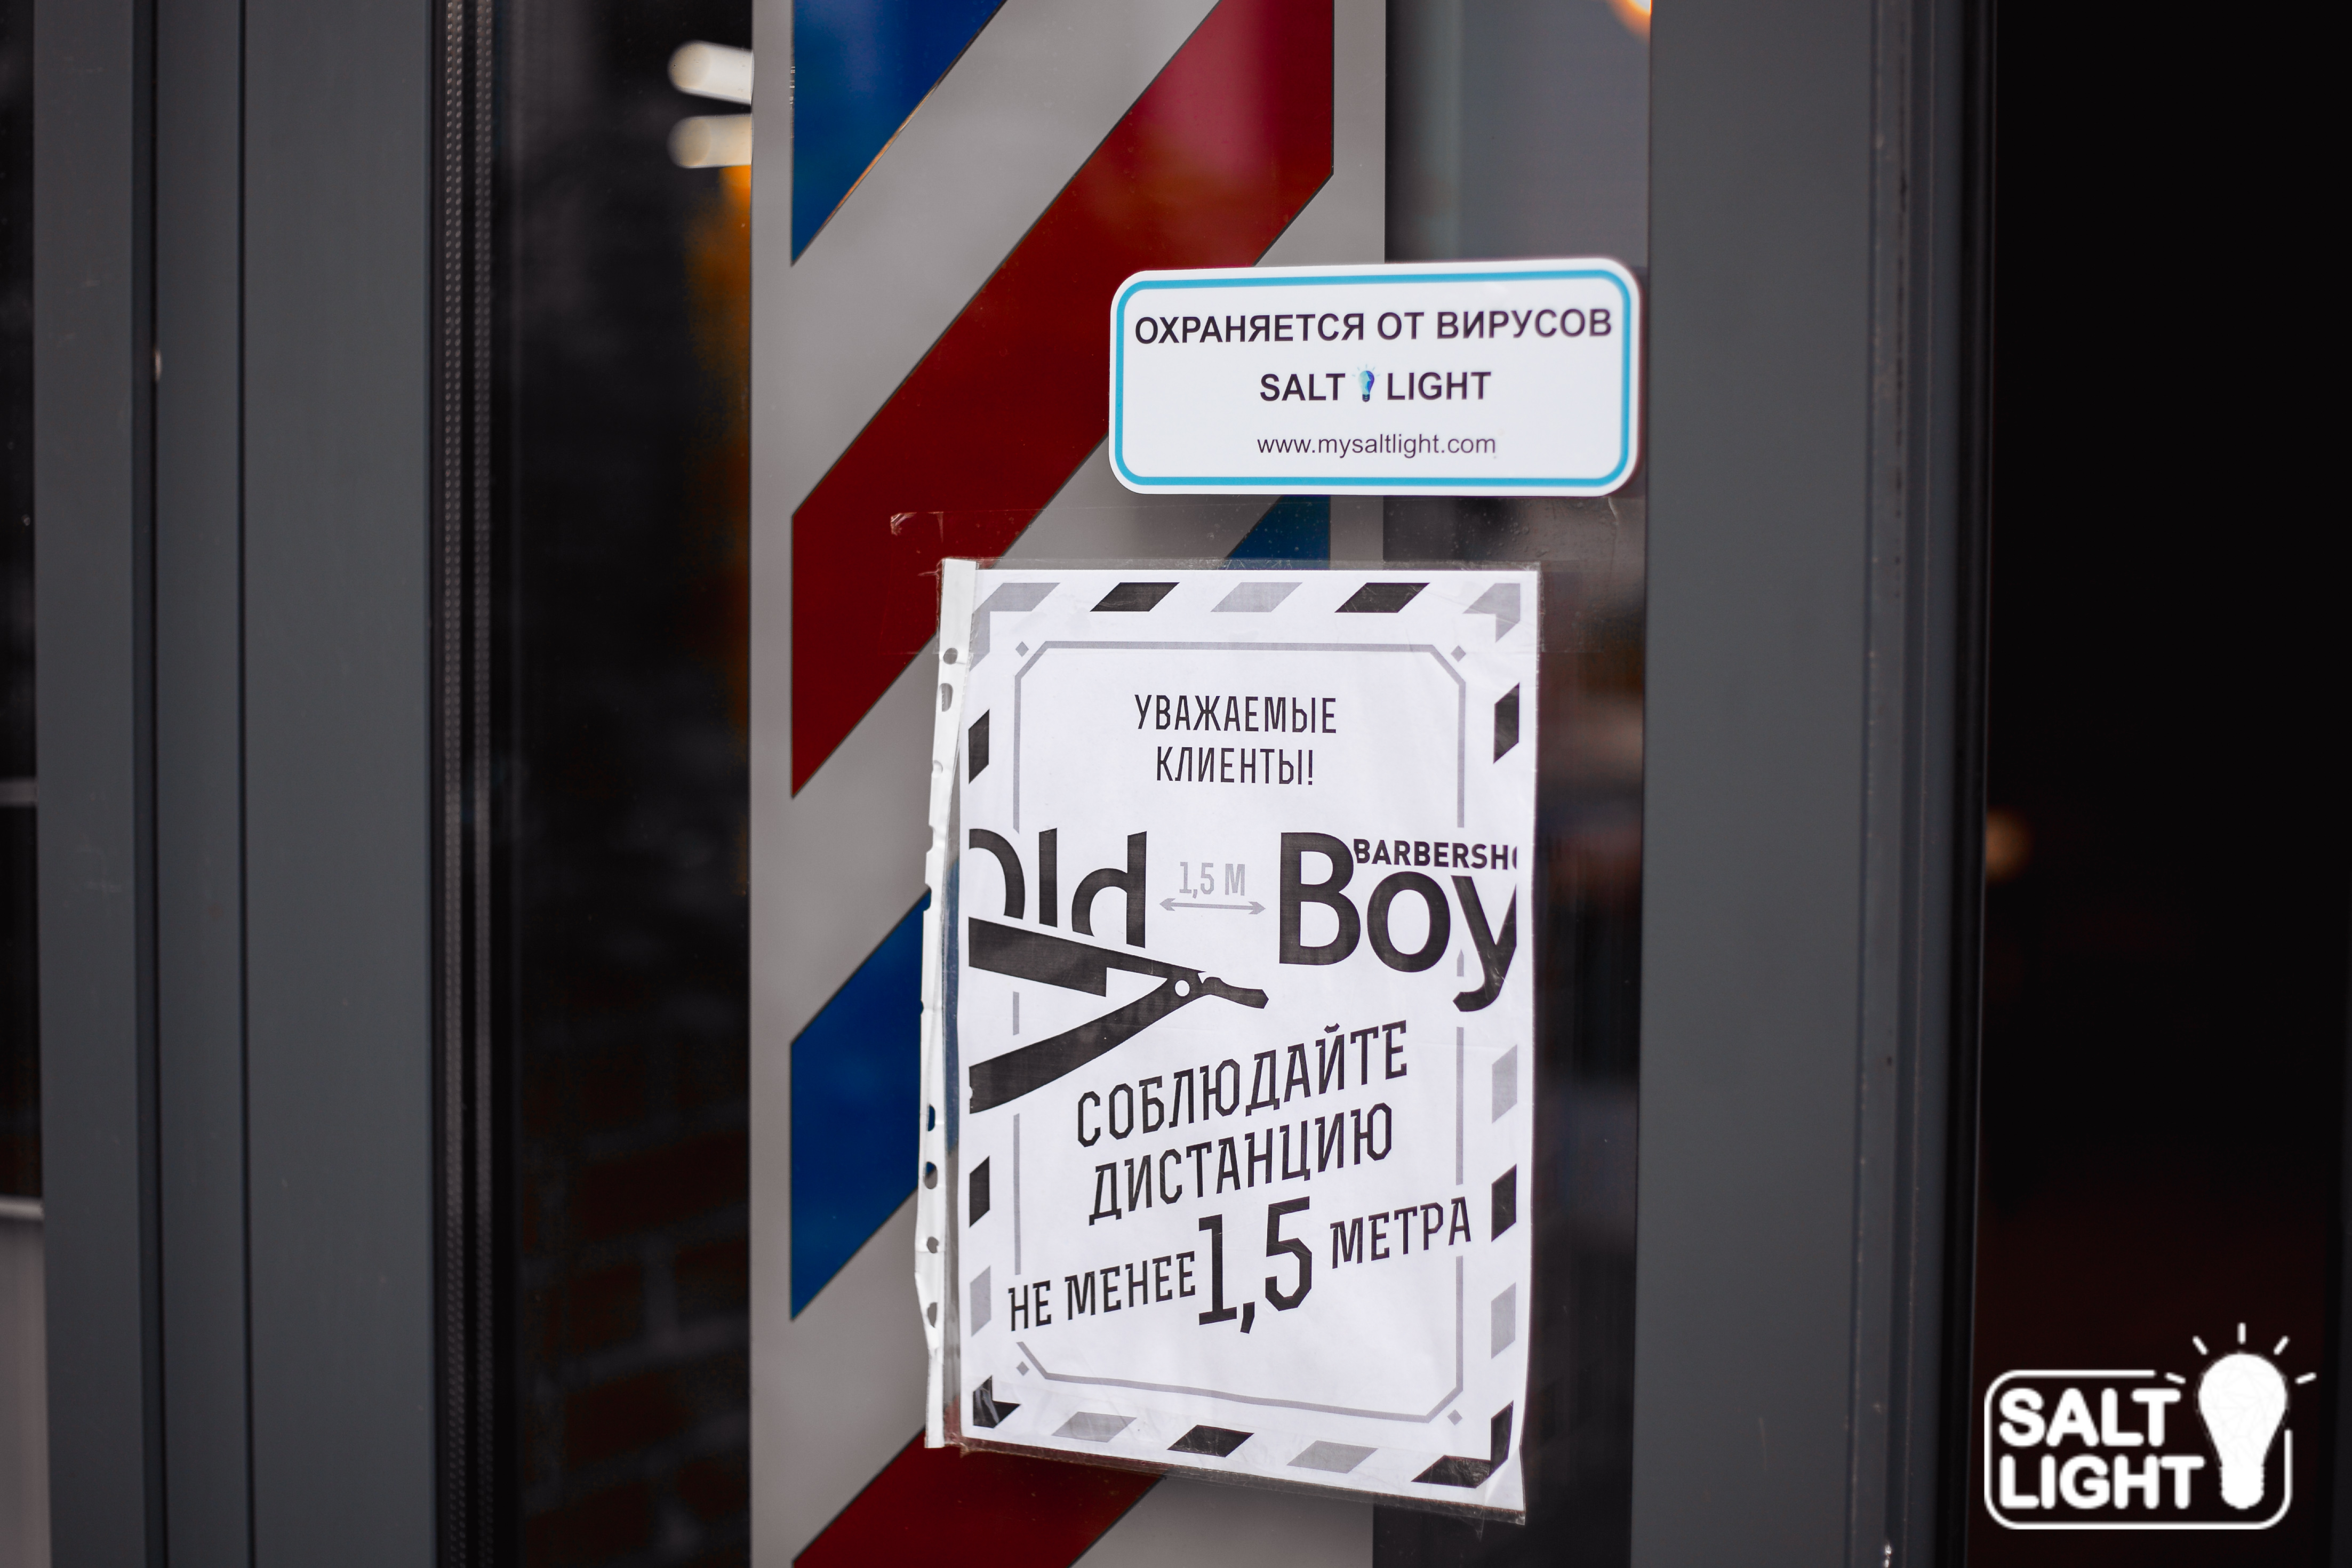 ОХРАНЯЕТСЯ ОТ ВИРУСОВ
SALT LIGHT
www.mysaltlight.com
УВАЖАЕМЫЕ
КЛИЕНТЫ!
Old 1,5 М Boy
BARBERSHO
СОБЛЮДАЙТЕ
ДИСТАНЦИЮ
НЕ МЕНЕЕ 1,5 МЕТРА
SALT
LIGHT